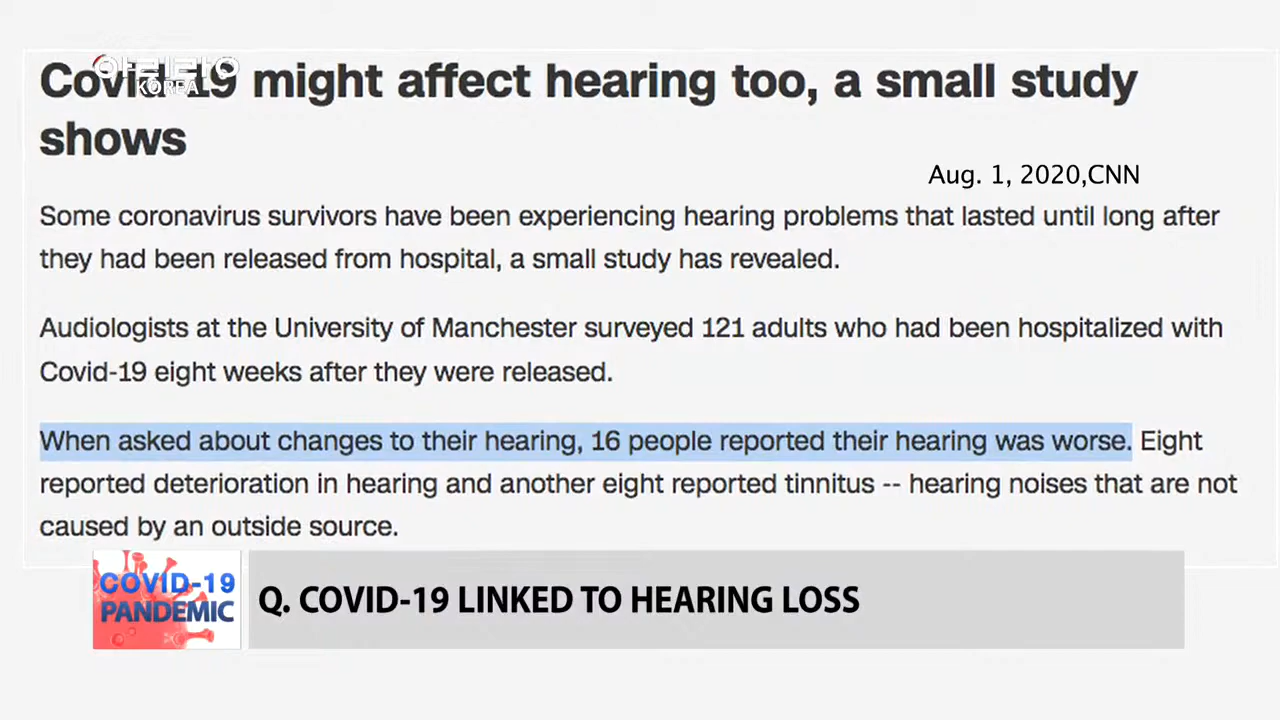 아리랑
KOREA
Covid-19 might affect hearing too, a small study
shows
Aug. 1, 2020,CNN
Some coronavirus survivors have been experiencing hearing problems that lasted until long after
they had been released from hospital, a small study has revealed.
Audiologists at the University of Manchester surveyed 121 adults who had been hospitalized with
Covid-19 eight weeks after they were released.
When asked about changes to their hearing, 16 people reported their hearing was worse. Eight
reported deterioration in hearing and another eight reported tinnitus -- hearing noises that are not
caused by an outside source.
COVID-19
PANDEMIC
Q. COVID-19 LINKED TO HEARING LOSS